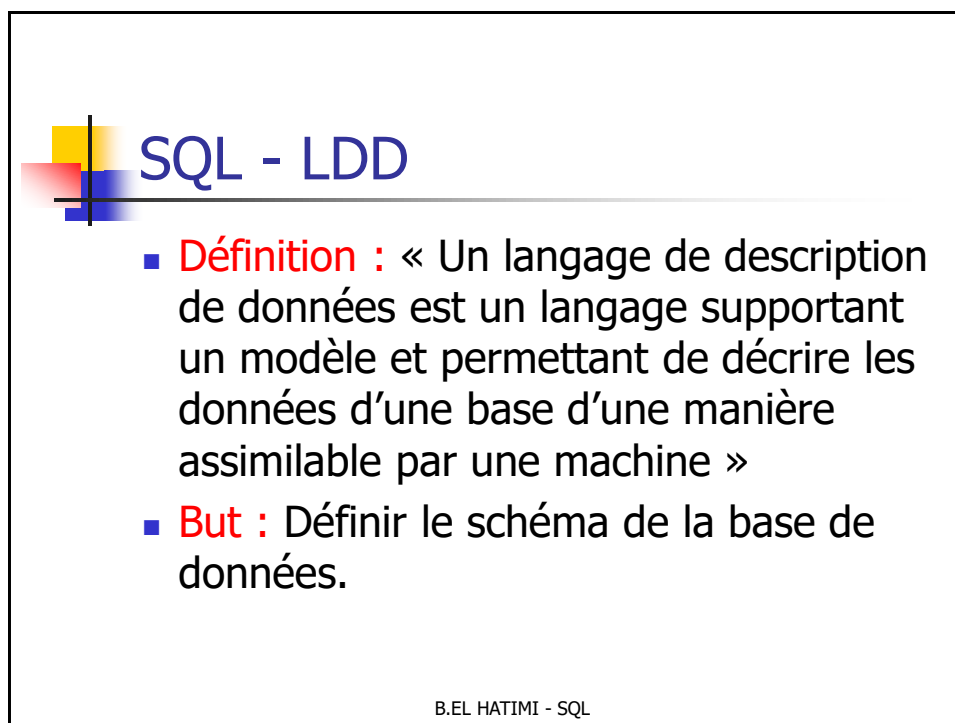 SQL - LDD
Définition : « Un langage de description
de données est un langage supportant
un modèle et permettant de décrire les
données d’une base d’une manière
assimilable par une machine »
But : Définir le schéma de la base de
données.
B.EL HATIMI - SQL